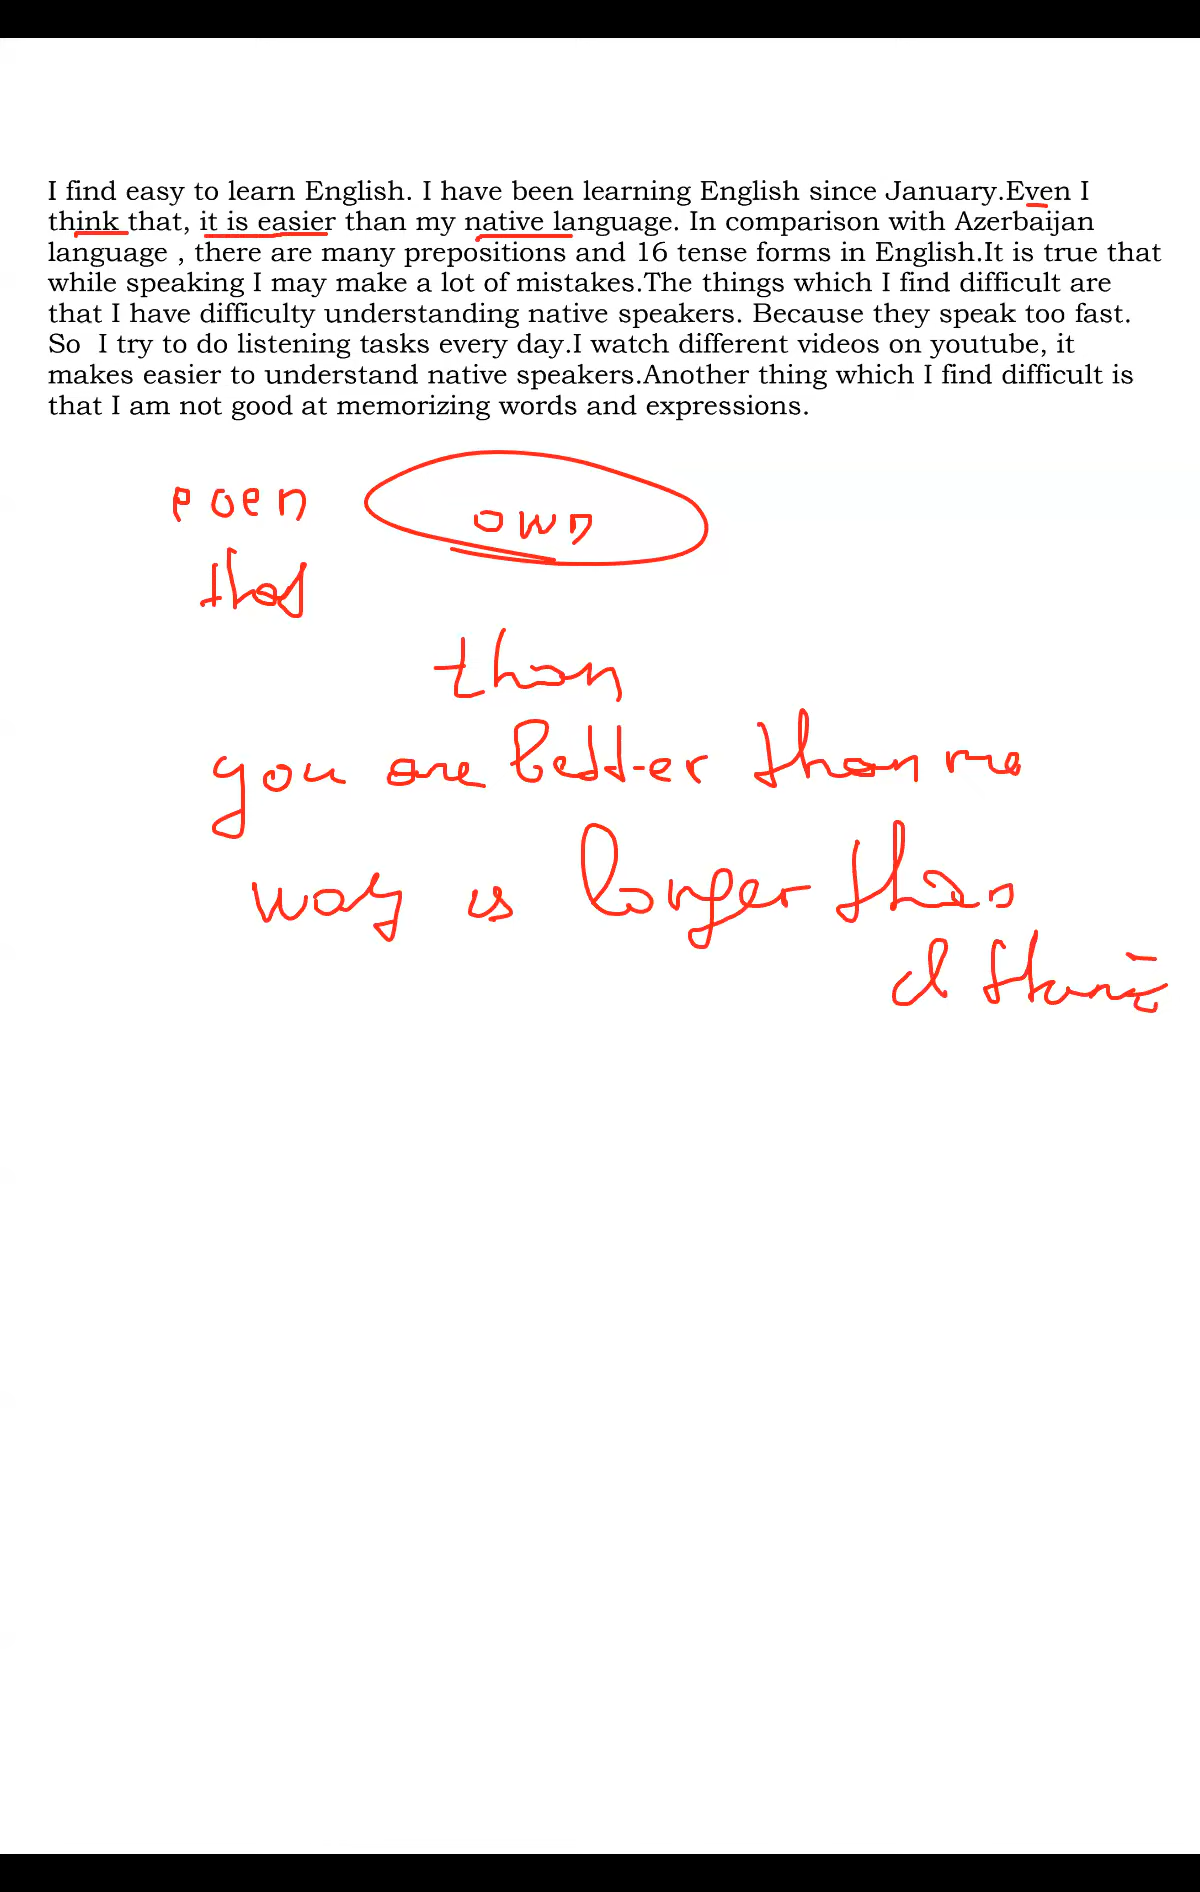 I find easy to learn English. I have been learning English since January.Even I
think that, it is easier than my native language. In comparison with Azerbaijan
language , there are many prepositions and 16 tense forms in English.It is true that
while speaking I may make a lot of mistakes.The things which I find difficult are
that I have difficulty understanding native speakers. Because they speak too fast.
So  I try to do listening tasks every day.I watch different videos on youtube, it
makes easier to understand native speakers.Another thing which I find difficult is
that I am not good at memorizing words and expressions.
own
than
you are better than me
way is longer than